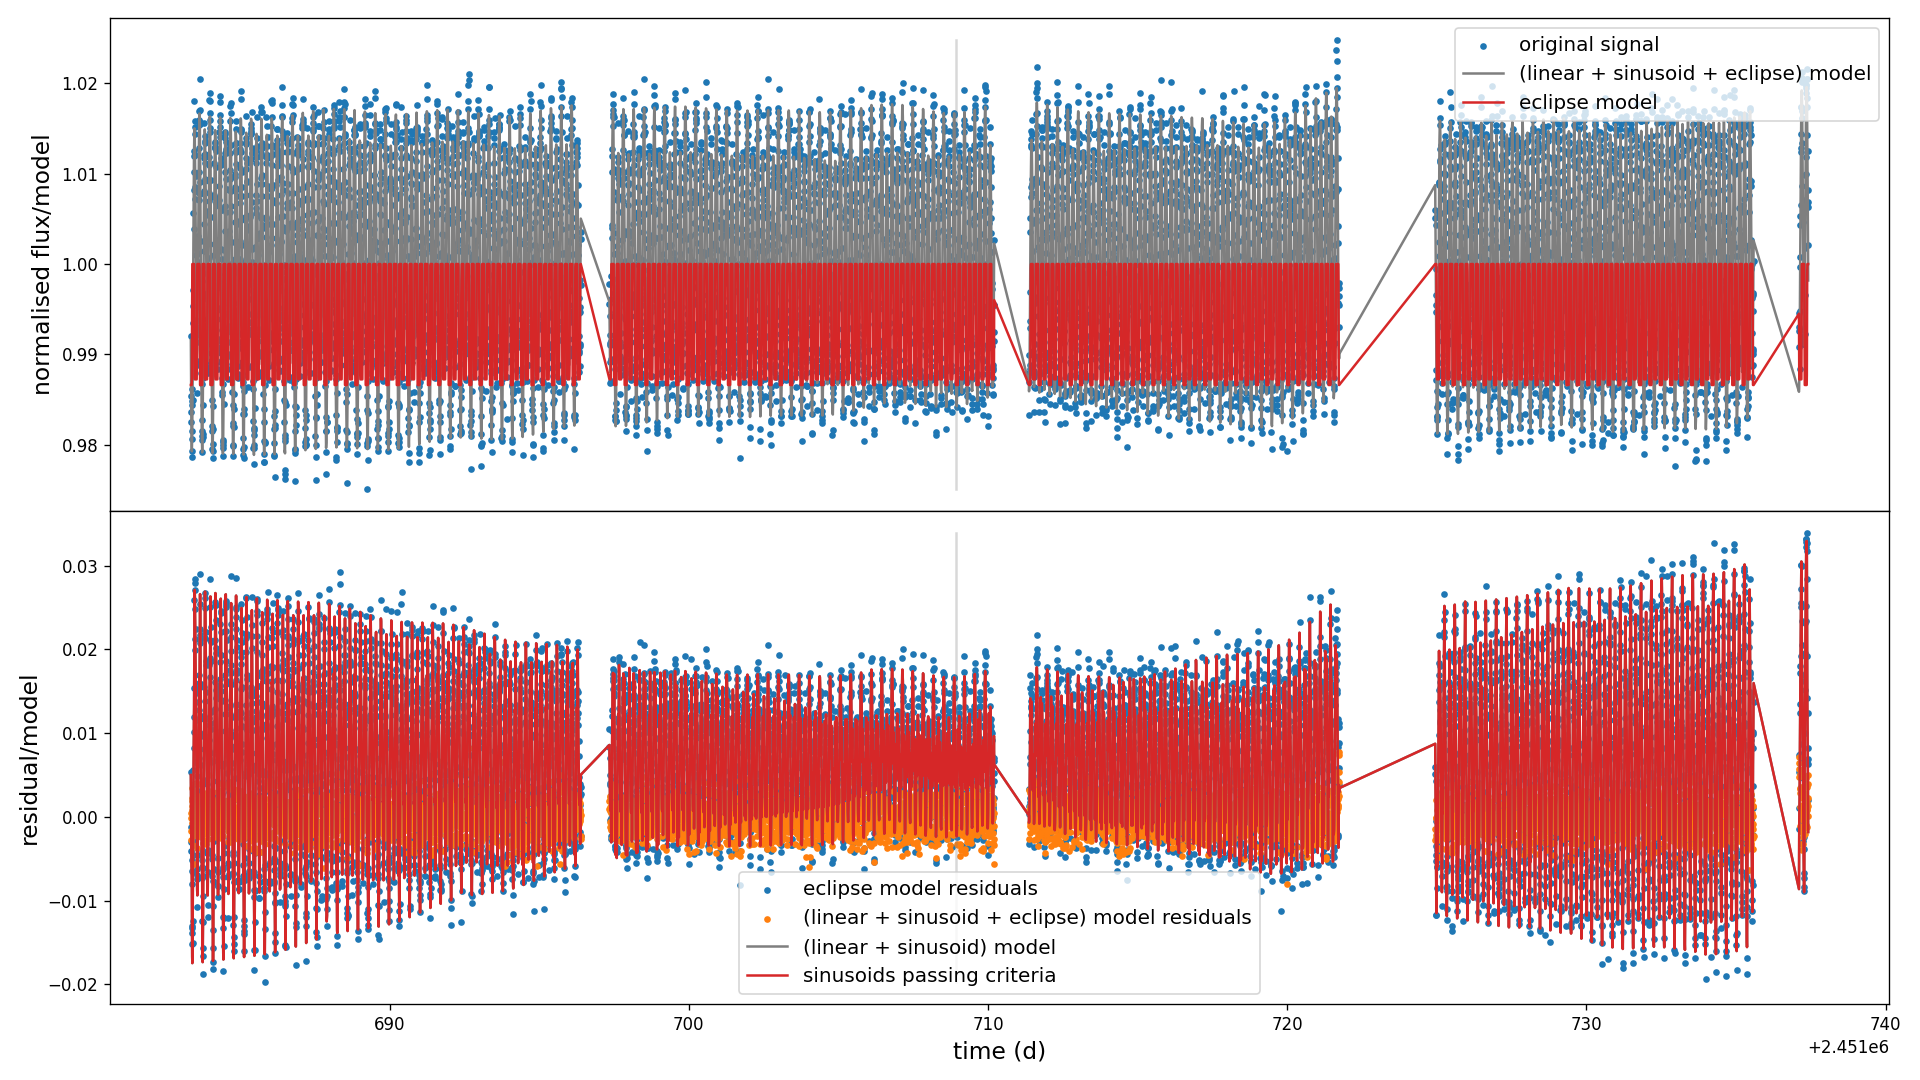 normalised flux/model
1.02
1.01
1.00
0.99
0.98
original signal
(linear + sinusoid + eclipse) model
eclipse model
residual/model
0.03
0.02
0.01
0.00
−0.01
−0.02
eclipse model residuals
(linear + sinusoid + eclipse) model residuals
(linear + sinusoid) model
sinusoids passing criteria
690
700
710
720
730
740
time (d)
+2.451e6